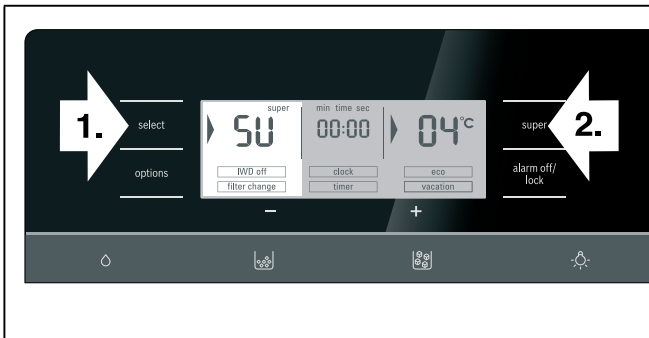 1.
select
options
super
SU
IWD off
filter change
min time sec
00:00
clock
timer
04°C
eco
vacation
super
2.
alarm off/
lock
−
+